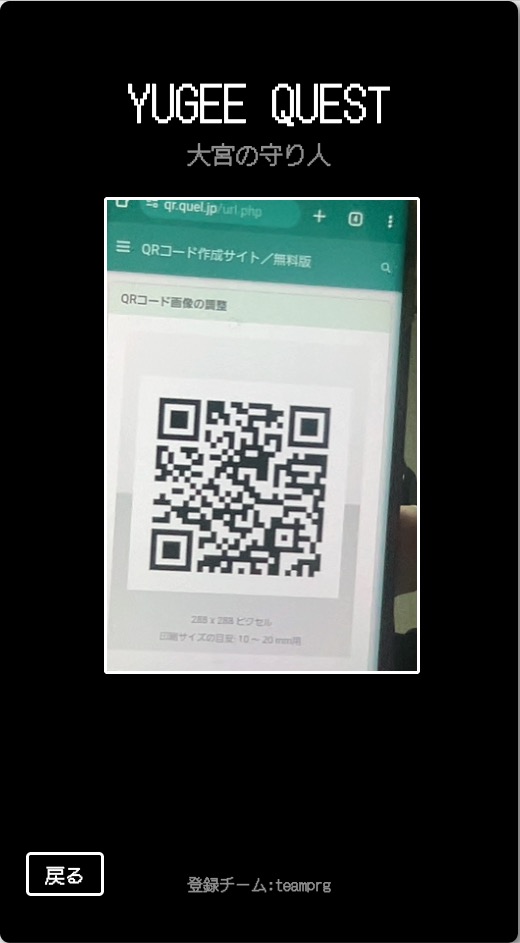 YUGEE QUEST
大宮の守り人
qr.quel.jp/url.php
4
QRコード作成サイト／無料版
QRコード画像の調整
288 x 288 ピクセル
印刷サイズの目安: 10 ～ 20 mm用
戻る
登録チーム:teamprg